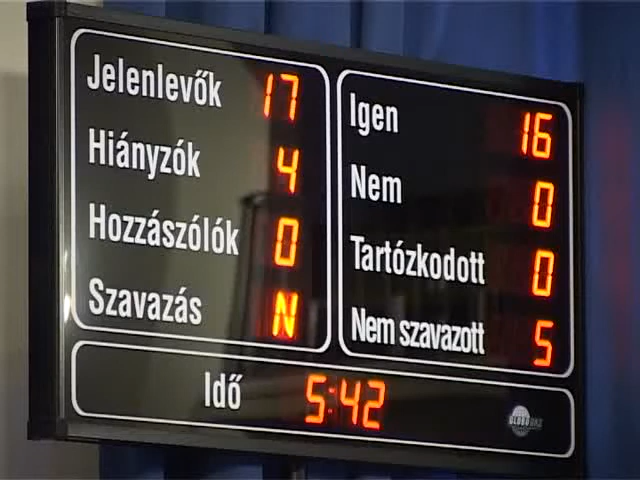 Jelenlevők 17
Hiányzók 4
Hozzászólók 0
Szavazás N
Igen 16
Nem 0
Tartózkodott 0
Nem szavazott 5
Idő 5:42